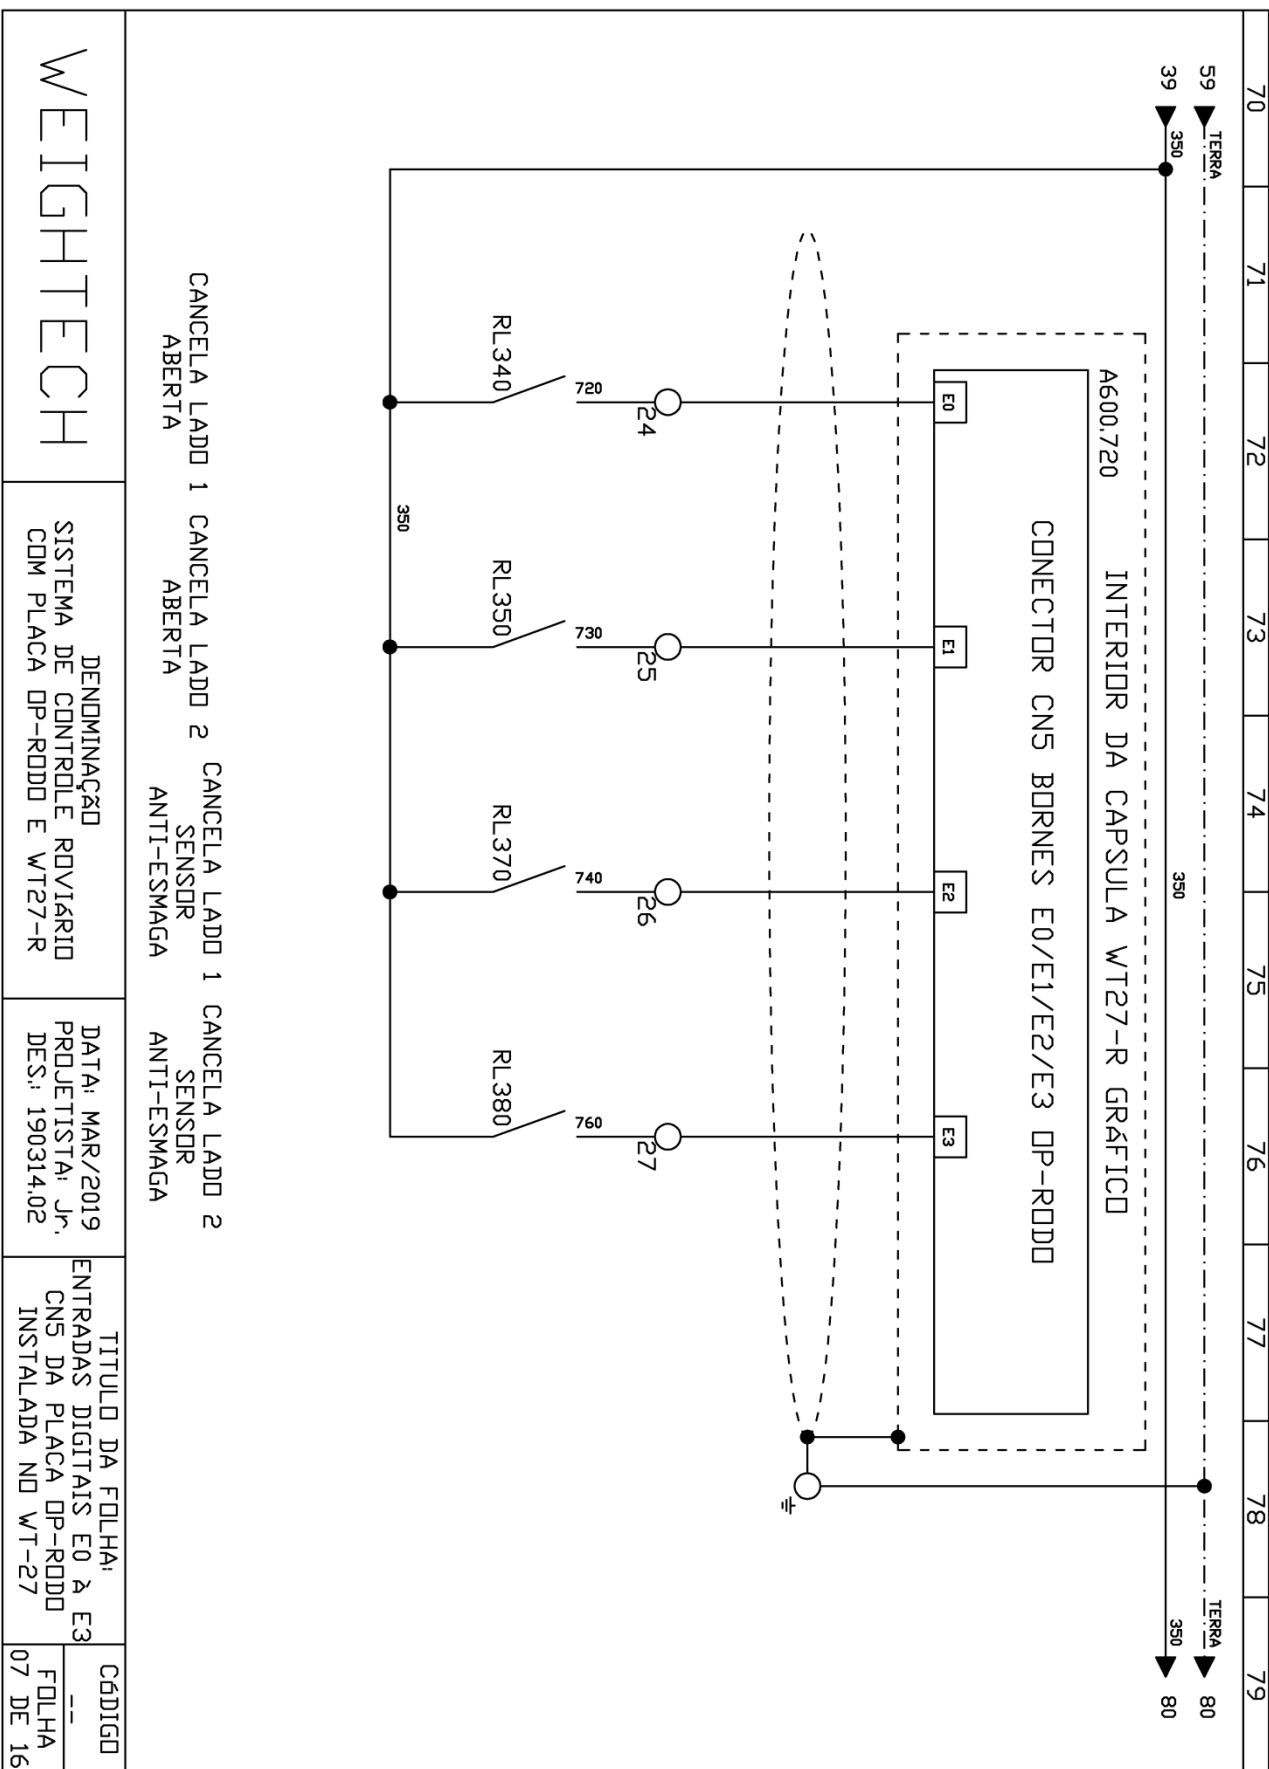 70 71 72 73 74 75 76 77 78 79
59 TERRA TERRA 80
39 350 350 350 80
A600.720 INTERIOR DA CAPSULA WT27-R GRÁFICO
CONECTOR CN5 BORNES E0/E1/E2/E3 OP-RODO
E0 E1 E2 E3
24 25 26 27
720 730 740 760
RL340 RL350 RL370 RL380
350
CANCELA LADO 1
ABERTA
CANCELA LADO 2
ABERTA
CANCELA LADO 1
SENSOR
ANTI-ESMAGA
CANCELA LADO 2
SENSOR
ANTI-ESMAGA
WEIGHTECH
DENOMINAÇÃO
SISTEMA DE CONTROLE ROVIÁRIO
COM PLACA OP-RODO E WT27-R
DATA: MAR/2019
PROJETISTA: Jr.
DES.: 190314.02
TITULO DA FOLHA:
ENTRADAS DIGITAIS E0 À E3
CN5 DA PLACA OP-RODO
INSTALADA NO WT-27
CÓDIGO
--
FOLHA
07 DE 16